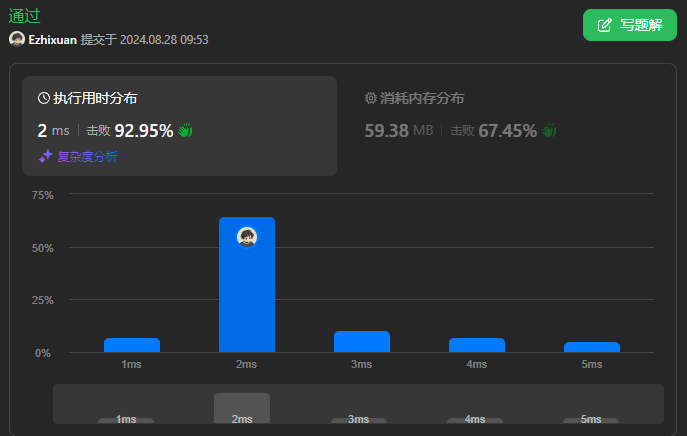 通过
Ezhixuan 提交于 2024.08.28 09:53
写题解
执行用时分布
2 ms 击败 92.95%
复杂度分析
消耗内存分布
59.38 MB 击败 67.45%
75%
50%
25%
0%
1ms 2ms 3ms 4ms 5ms
1ms 2ms 3ms 4ms 5ms